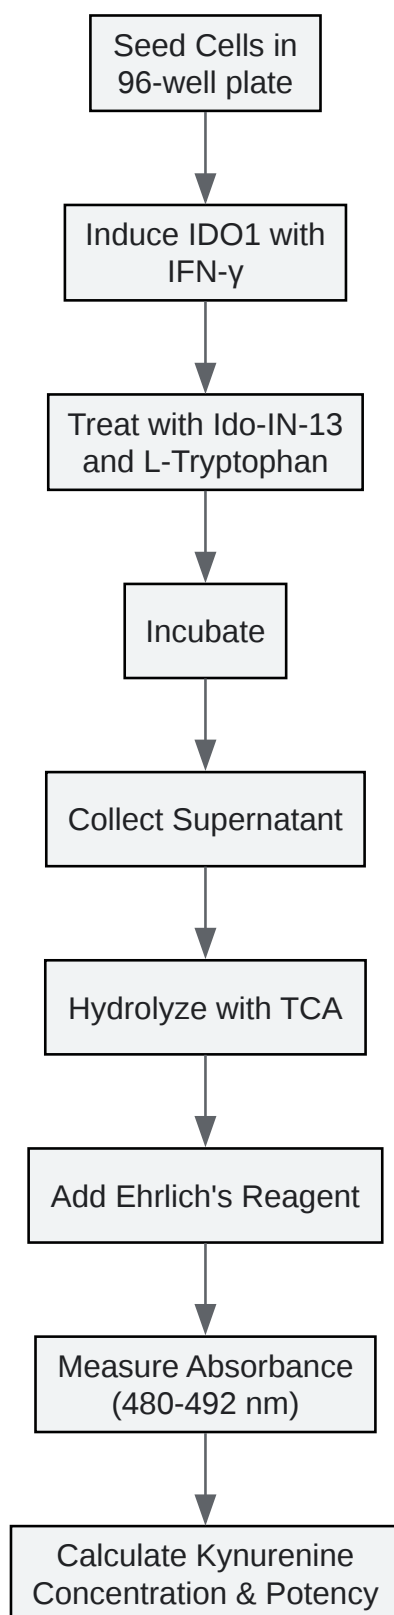 Seed Cells in
96-well plate
Induce IDO1 with
IFN-γ
Treat with Ido-IN-13
and L-Tryptophan
Incubate
Collect Supernatant
Hydrolyze with TCA
Add Ehrlich's Reagent
Measure Absorbance
(480-492 nm)
Calculate Kynurenine
Concentration & Potency